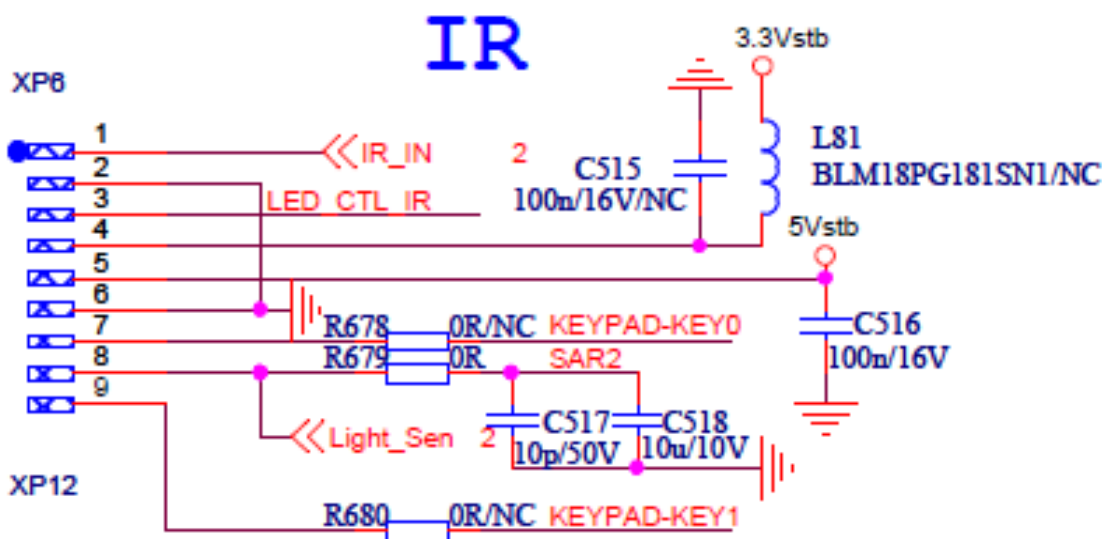 IR
3.3Vstb
XP6
1
2
3
4
5
6
7
8
9
IR_IN 2
LED_CTL_IR
C515
100n/16V/NC
L81
BLM18PG181SN1/NC
5Vstb
C516
100n/16V
R678 0R/NC KEYPAD-KEY0
R679 0R SAR2
C517
10p/50V
C518
10u/10V
Light_Sen 2
XP12
R680 0R/NC KEYPAD-KEY1